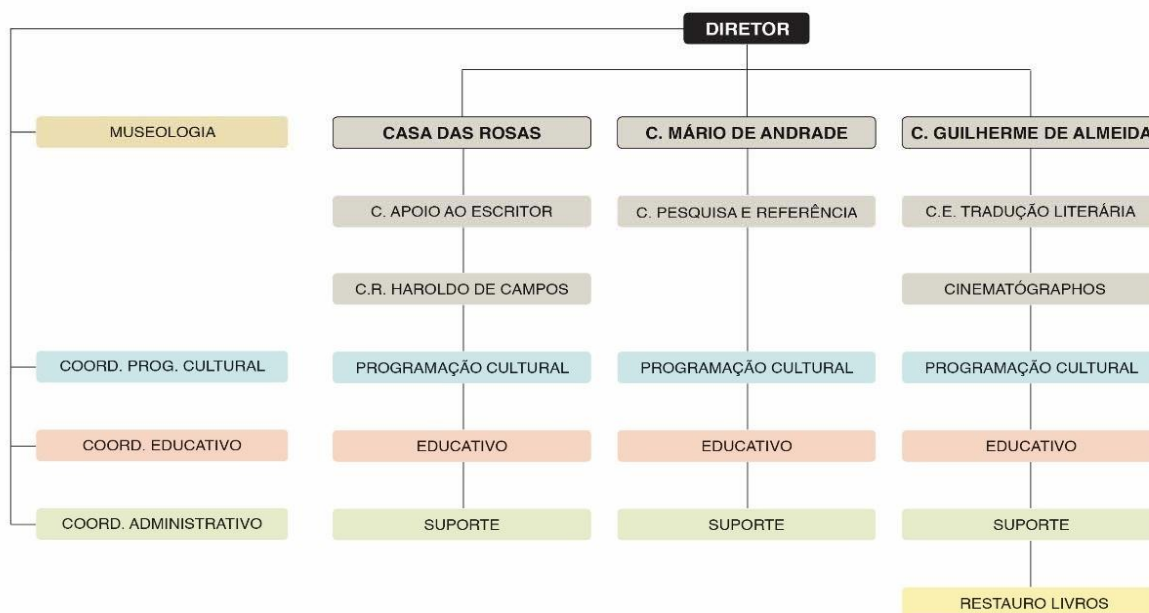 DIRETOR
MUSEOLOGIA
CASA DAS ROSAS
C. MÁRIO DE ANDRADE
C. GUILHERME DE ALMEIDA
C. APOIO AO ESCRITOR
C. PESQUISA E REFERÊNCIA
C.E. TRADUÇÃO LITERÁRIA
C.R. HAROLDO DE CAMPOS
CINEMATÓGRAPHOS
COORD. PROG. CULTURAL
PROGRAMAÇÃO CULTURAL
PROGRAMAÇÃO CULTURAL
PROGRAMAÇÃO CULTURAL
COORD. EDUCATIVO
EDUCATIVO
EDUCATIVO
EDUCATIVO
COORD. ADMINISTRATIVO
SUPORTE
SUPORTE
SUPORTE
RESTAURO LIVROS